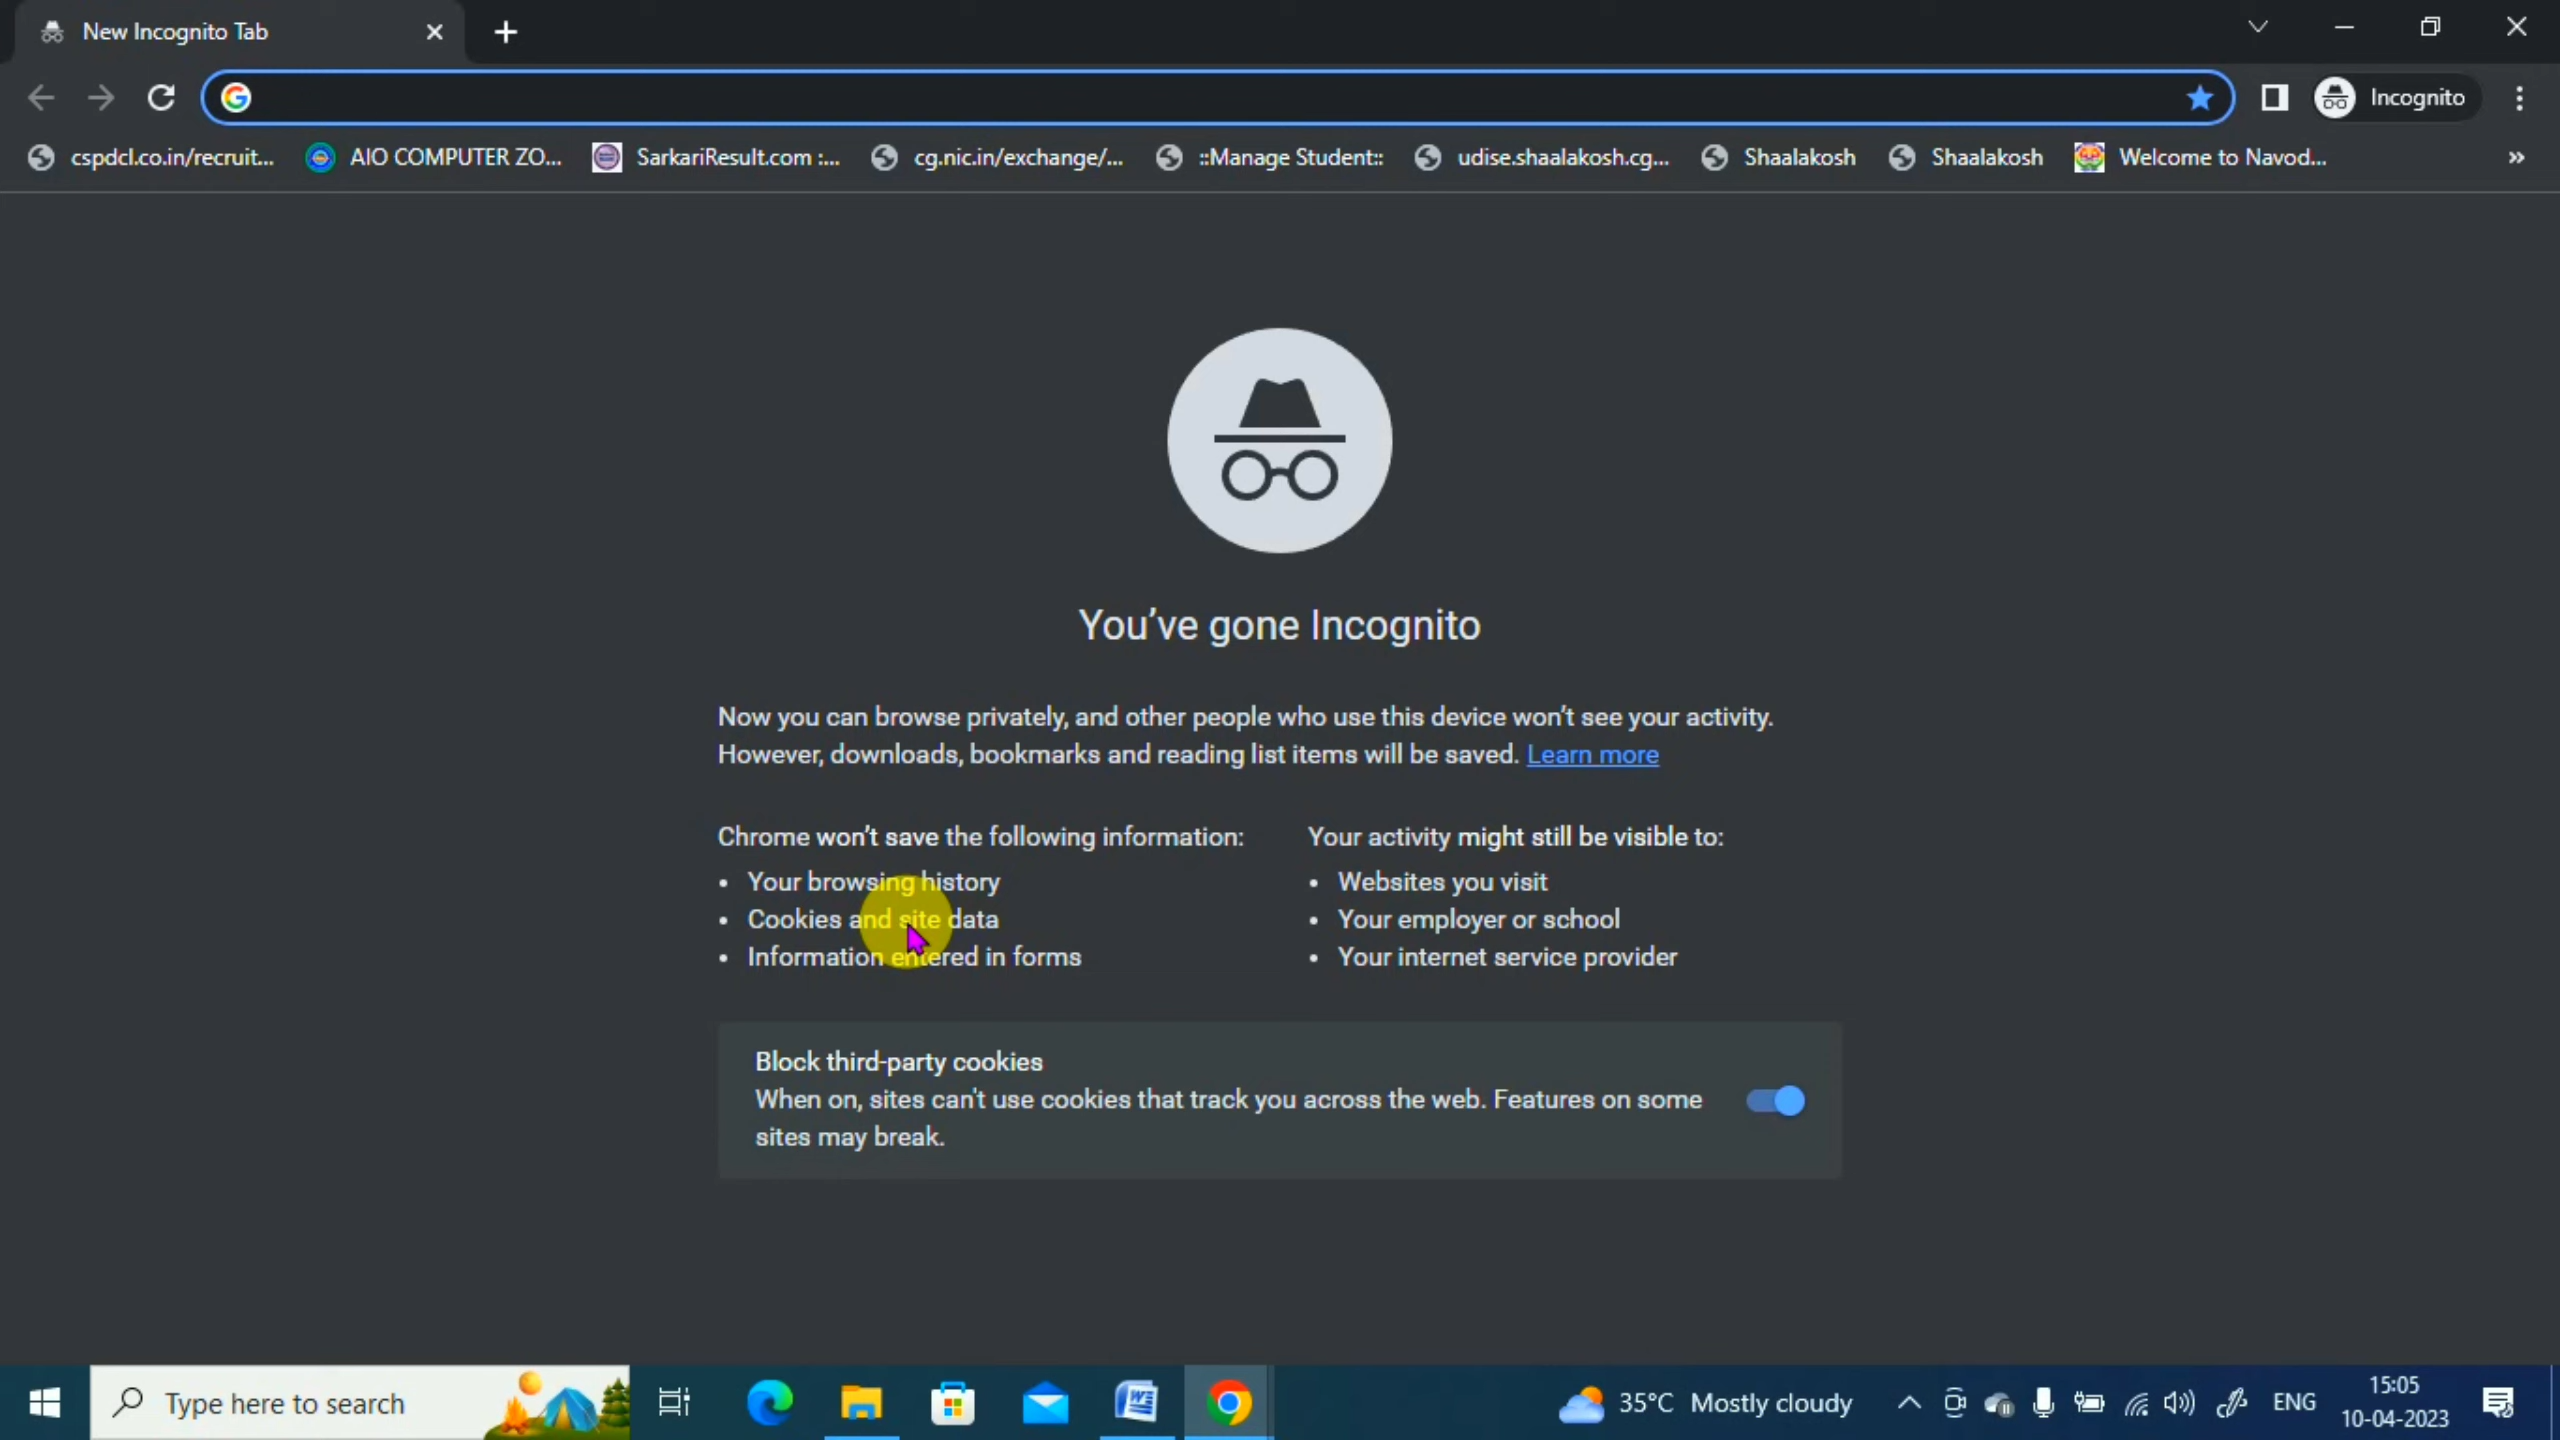 New Incognito Tab
Incognito
cspdcl.co.in/recruit...
AIO COMPUTER ZO...
SarkariResult.com :...
cg.nic.in/exchange/...
::Manage Student::
udise.shaalakosh.cg...
Shaalakosh
Shaalakosh
Welcome to Navod...
You've gone Incognito
Now you can browse privately, and other people who use this device won't see your activity.
However, downloads, bookmarks and reading list items will be saved. Learn more
Chrome won't save the following information:
• Your browsing history
• Cookies and site data
• Information entered in forms
Your activity might still be visible to:
• Websites you visit
• Your employer or school
• Your internet service provider
Block third-party cookies
When on, sites can't use cookies that track you across the web. Features on some
sites may break.
Type here to search
35°C Mostly cloudy
ENG
15:05
10-04-2023